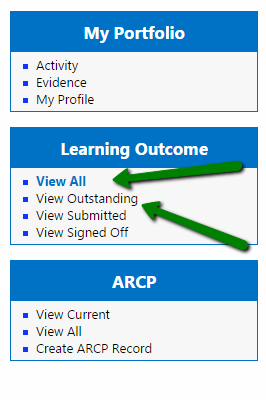 My Portfolio
Activity
Evidence
My Profile
Learning Outcome
View All
View Outstanding
View Submitted
View Signed Off
ARCP
View Current
View All
Create ARCP Record